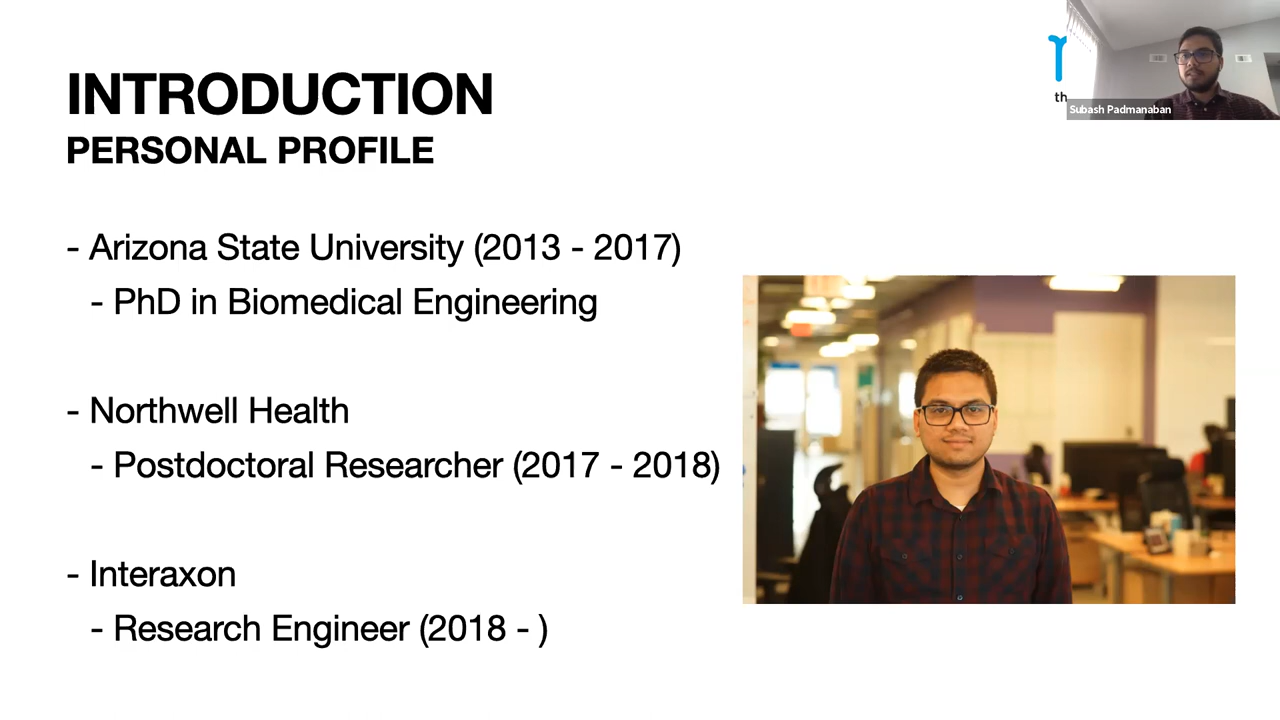 INTRODUCTION
PERSONAL PROFILE
- Arizona State University (2013 - 2017)
- PhD in Biomedical Engineering
- Northwell Health
- Postdoctoral Researcher (2017 - 2018)
- Interaxon
- Research Engineer (2018 - )
th
Subash Padmanaban